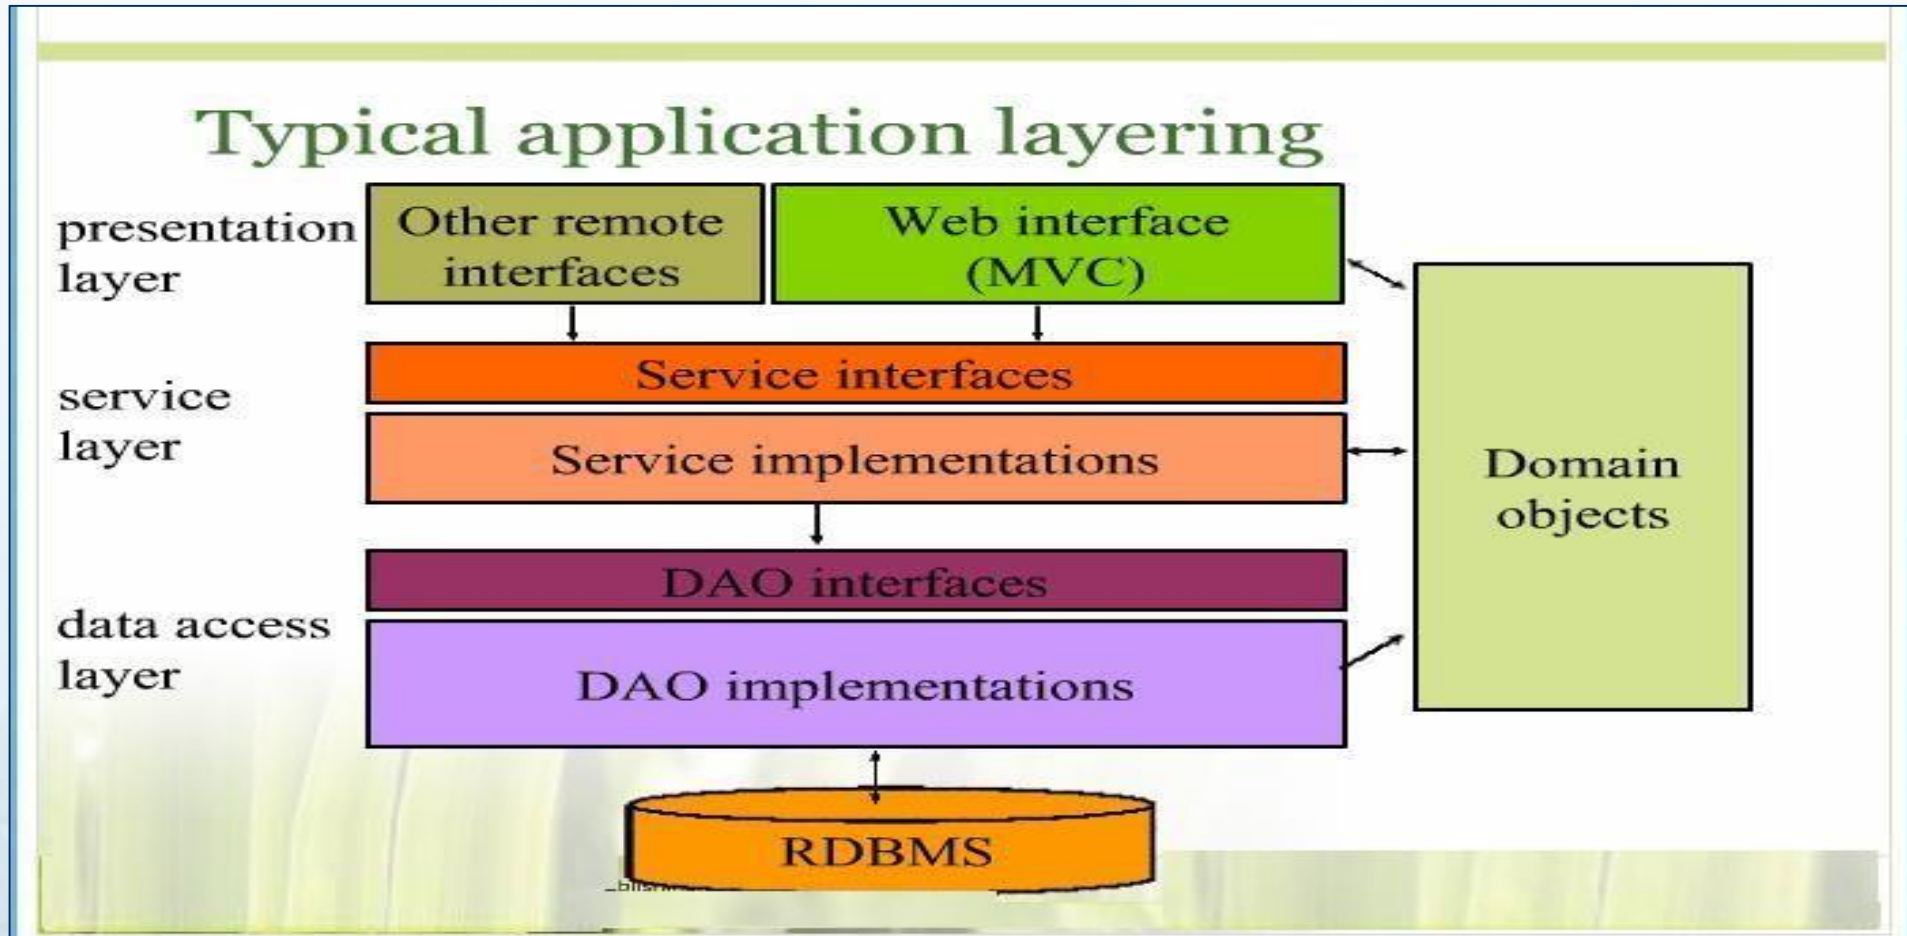 Typical application layering
presentation
layer
Other remote
interfaces
Web interface
(MVC)
service
layer
Service interfaces
Service implementations
Domain
objects
data access
layer
DAO interfaces
DAO implementations
RDBMS